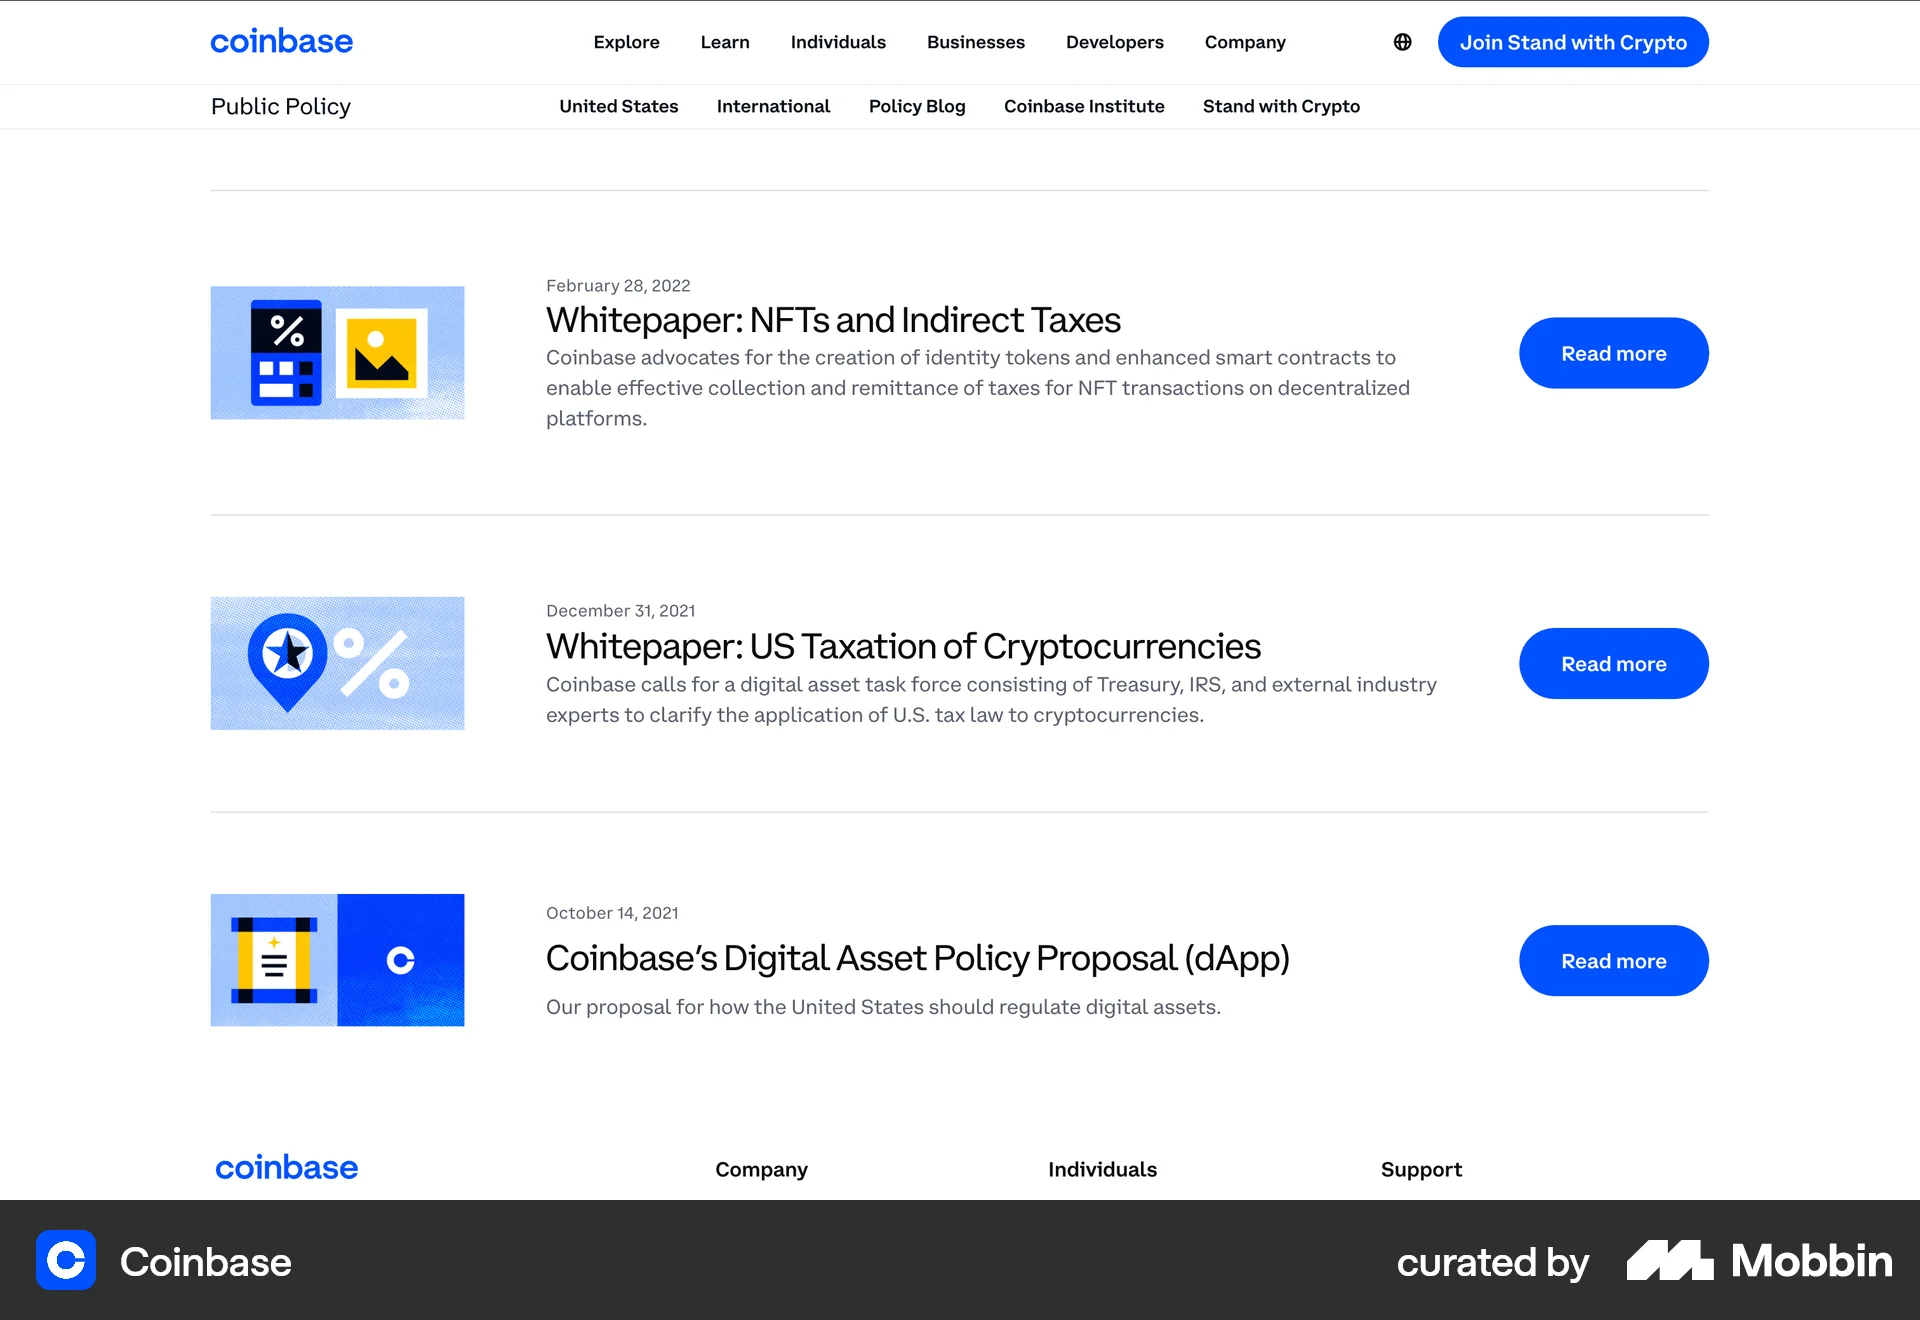 coinbase
Explore Learn Individuals Businesses Developers Company
Join Stand with Crypto
Public Policy
United States International Policy Blog Coinbase Institute Stand with Crypto
February 28, 2022
Whitepaper: NFTs and Indirect Taxes
Coinbase advocates for the creation of identity tokens and enhanced smart contracts to
enable effective collection and remittance of taxes for NFT transactions on decentralized
platforms.
Read more
December 31, 2021
Whitepaper: US Taxation of Cryptocurrencies
Coinbase calls for a digital asset task force consisting of Treasury, IRS, and external industry
experts to clarify the application of U.S. tax law to cryptocurrencies.
Read more
October 14, 2021
Coinbase’s Digital Asset Policy Proposal (dApp)
Our proposal for how the United States should regulate digital assets.
Read more
coinbase
Company Individuals Support
Coinbase
curated by Mobbin